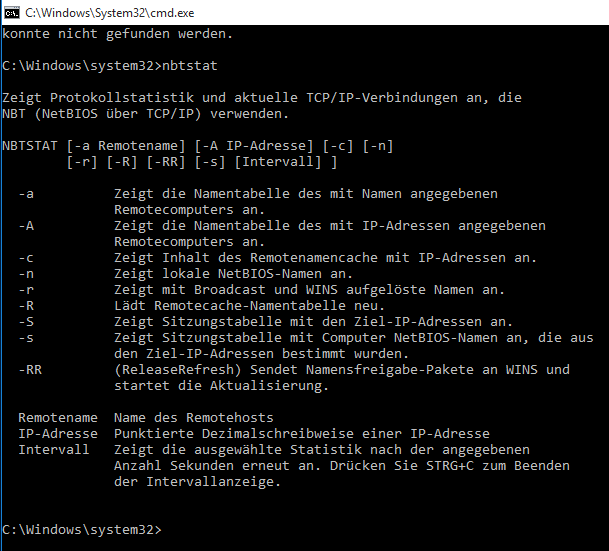 C:\Windows\System32\cmd.exe
konnte nicht gefunden werden.
C:\Windows\system32>nbtstat
Zeigt Protokollstatistik und aktuelle TCP/IP-Verbindungen an, die
NBT (NetBIOS über TCP/IP) verwenden.
NBTSTAT [-a Remotename] [-A IP-Adresse] [-c] [-n]
[-r] [-R] [-RR] [-s] [Intervall] ]
-a Zeigt die Namentabelle des mit Namen angegebenen
Remotecomputers an.
-A Zeigt die Namentabelle des mit IP-Adressen angegebenen
Remotecomputers an.
-c Zeigt Inhalt des Remotenamencache mit IP-Adressen an.
-n Zeigt lokale NetBIOS-Namen an.
-r Zeigt mit Broadcast und WINS aufgelöste Namen an.
-R Lädt Remotecache-Namentabelle neu.
-S Zeigt Sitzungstabelle mit den Ziel-IP-Adressen an.
-s Zeigt Sitzungstabelle mit Computer NetBIOS-Namen an, die aus
den Ziel-IP-Adressen bestimmt wurden.
-RR (ReleaseRefresh) Sendet Namensfreigabe-Pakete an WINS und
startet die Aktualisierung.
Remotename Name des Remotehosts
IP-Adresse Punktierte Dezimalschreibweise einer IP-Adresse
Intervall Zeigt die ausgewählte Statistik nach der angegebenen
Anzahl Sekunden erneut an. Drücken Sie STRG+C zum Beenden
der Intervallanzeige.
C:\Windows\system32>